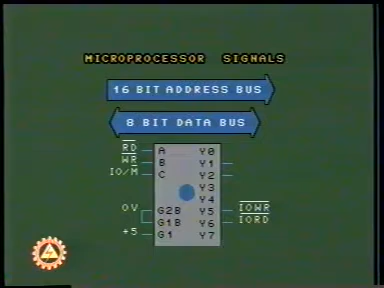 MICROPROCESSOR SIGNALS
16 BIT ADDRESS BUS
8 BIT DATA BUS
RD A Y0
WR B Y1
IO/M C Y2
Y3
Y4
0V G2B Y5 IOWR
G1B Y6 IORD
+5 G1 Y7